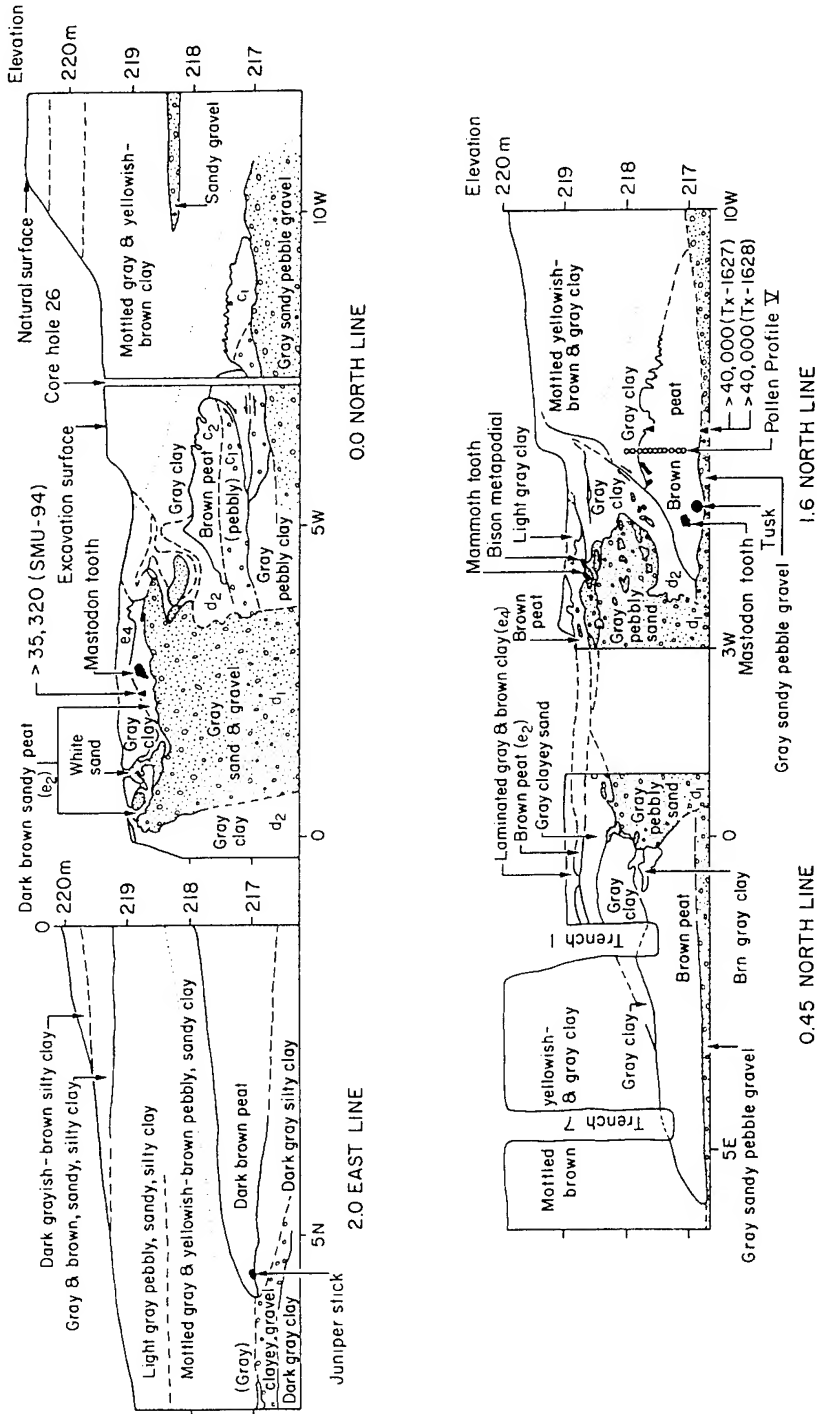 Elevation
220 m
219
218
217
Natural surface
Core hole 26
Excavation surface
> 35,320 (SMU-94)
Mastodon tooth
Dark brown sandy peat
(e2)
White
sand
Gray
clay
e4
Gray clay
Brown peat
(pebbly)
c2
c1
Gray
pebbly clay
Mottled gray & yellowish-
brown clay
Sandy gravel
c1
Gray sandy pebble gravel
Gray
sand & gravel
d1
d2
Gray
clay
d2
0
5W
10W
0.0 NORTH LINE
220 m
219
218
217
0
Dark grayish-brown silty clay
Gray & brown, sandy, silty clay
Light gray pebbly, sandy, silty clay
Mottled gray & yellowish-brown pebbly, sandy clay
Dark brown peat
Dark gray silty clay
(Gray)
clayey gravel
Dark gray clay
5N
Juniper stick
2.0 EAST LINE
Elevation
220 m
219
218
217
Mottled yellowish-
brown & gray clay
Gray clay
peat
Brown
Mammoth tooth
Bison metapodial
Light gray clay
Gray
clay
Gray
pebbly
sand
d2
d1
Brown
peat
3W
10W
>40,000 (Tx-1627)
>40,000 (Tx-1628)
Pollen Profile V
Tusk
Mastodon tooth
Gray sandy pebble gravel
1.6 NORTH LINE
Laminated gray & brown clay (e4)
Brown peat (e2)
Gray clayey sand
Gray
clay
Gray
pebbly
sand
d1
Trench 1
Trench 7
yellowish-
& gray clay
Mottled
brown
Gray clay
Brown peat
0
5E
Brn gray clay
Gray sandy pebble gravel
0.45 NORTH LINE